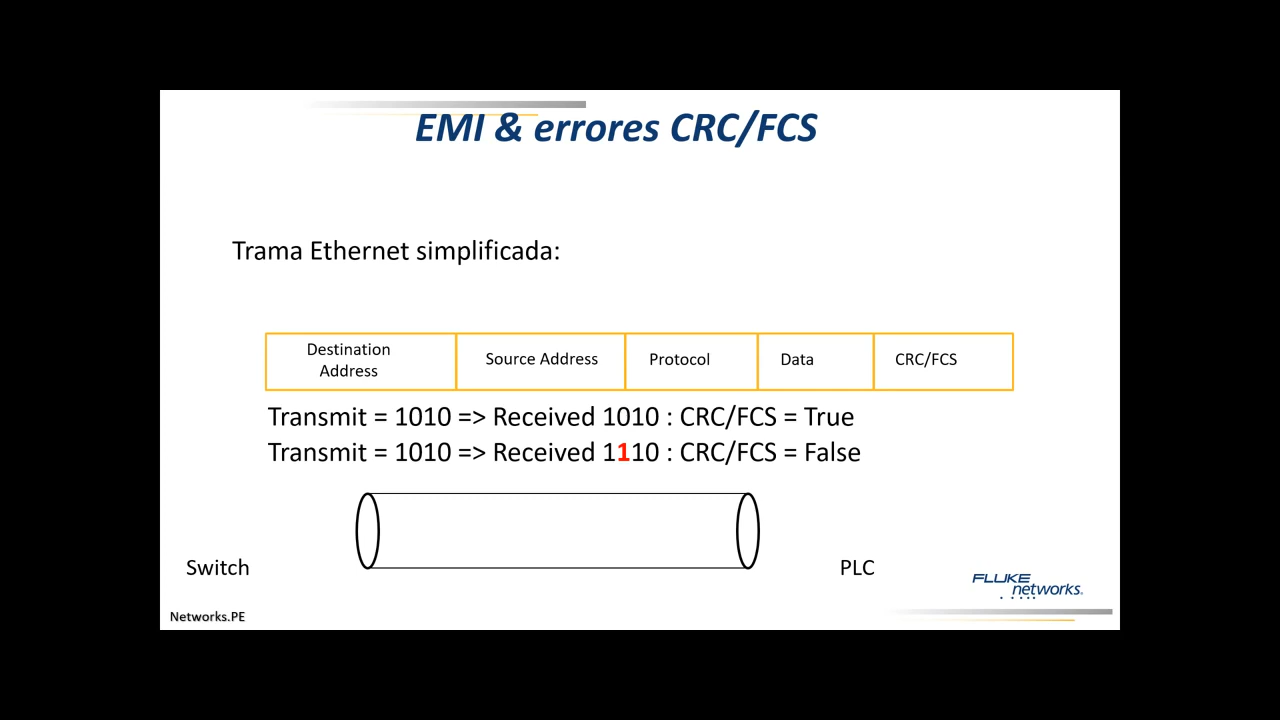 EMI & errores CRC/FCS
Trama Ethernet simplificada:
Destination
Address
Source Address
Protocol
Data
CRC/FCS
Transmit = 1010 => Received 1010 : CRC/FCS = True
Transmit = 1010 => Received 1110 : CRC/FCS = False
Switch
PLC
FLUKE
networks.
Networks.PE